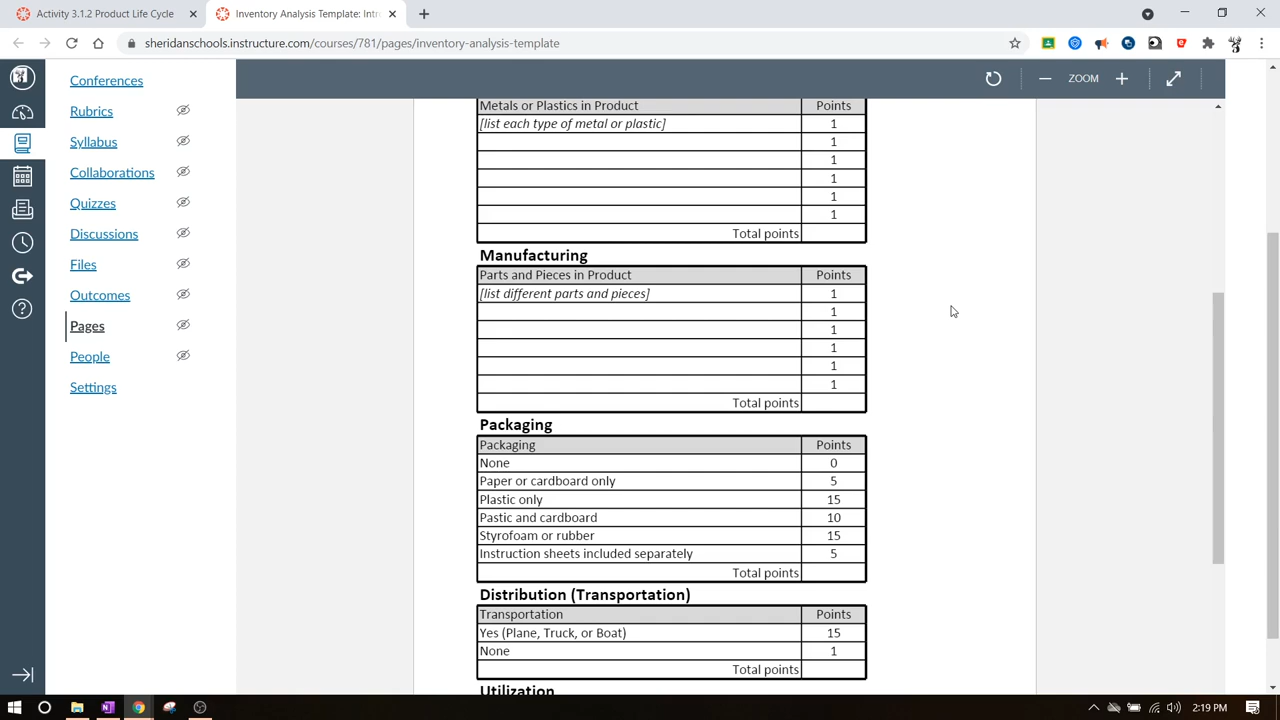 Activity 3.1.2 Product Life Cycle
Inventory Analysis Template: Intr
sheridanschools.instructure.com/courses/781/pages/inventory-analysis-template
Conferences
Rubrics
Syllabus
Collaborations
Quizzes
Discussions
Files
Outcomes
Pages
People
Settings
ZOOM
Metals or Plastics in Product Points
[list each type of metal or plastic] 1
1
1
1
1
1
Total points
Manufacturing
Parts and Pieces in Product Points
[list different parts and pieces] 1
1
1
1
1
1
Total points
Packaging
Packaging Points
None 0
Paper or cardboard only 5
Plastic only 15
Pastic and cardboard 10
Styrofoam or rubber 15
Instruction sheets included separately 5
Total points
Distribution (Transportation)
Transportation Points
Yes (Plane, Truck, or Boat) 15
None 1
Total points
Utilization
2:19 PM